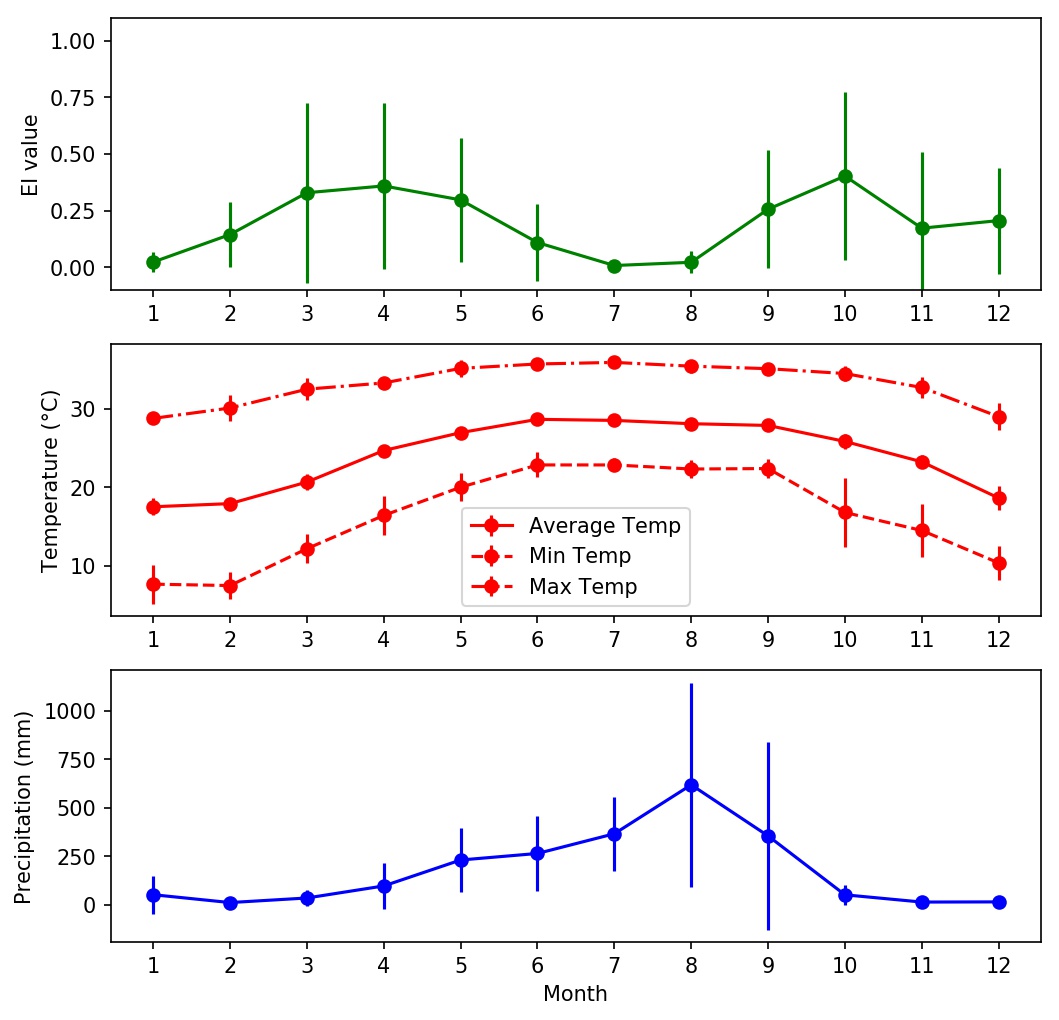 EI value
1.00
0.75
0.50
0.25
0.00
1 2 3 4 5 6 7 8 9 10 11 12
Temperature (°C)
30
20
10
Average Temp
Min Temp
Max Temp
1 2 3 4 5 6 7 8 9 10 11 12
Precipitation (mm)
1000
750
500
250
0
1 2 3 4 5 6 7 8 9 10 11 12
Month